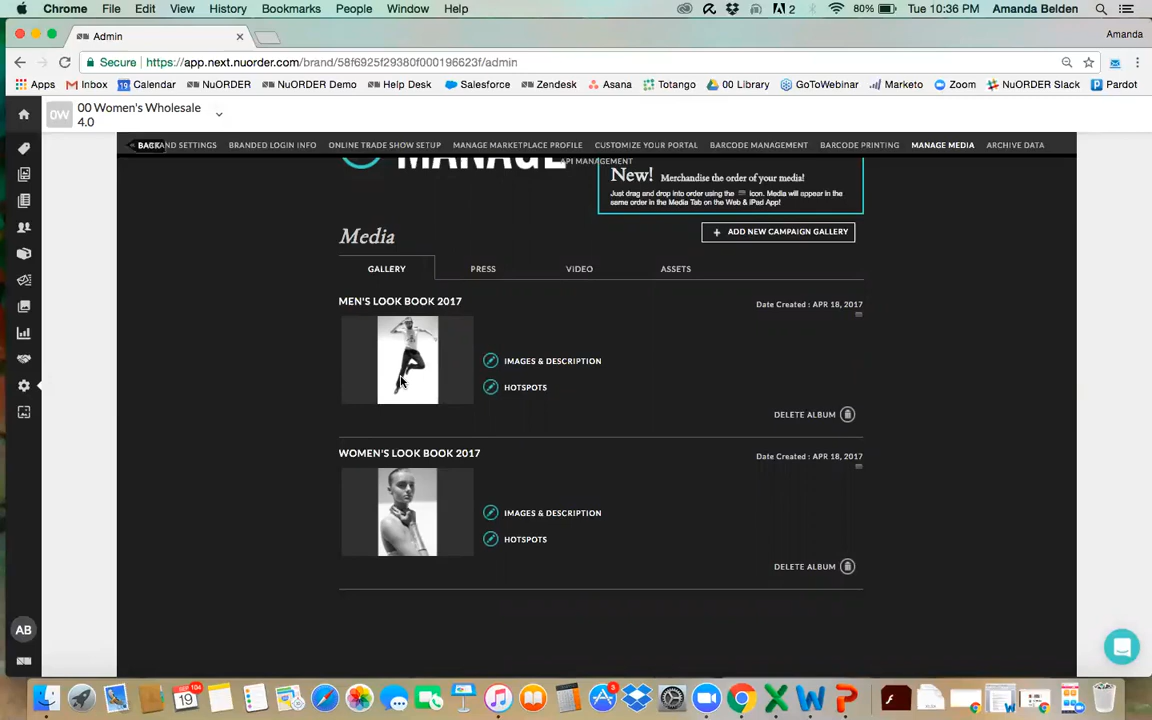 Chrome File Edit View History Bookmarks People Window Help 2 80% Tue 10:36 PM Amanda Belden
Admin Amanda
Secure https://app.next.nuorder.com/brand/58f6925f29380f000196623f/admin
Apps Inbox Calendar NuORDER NuORDER Demo Help Desk Salesforce Zendesk Asana Totango 00 Library GoToWebinar Marketo Zoom NuORDER Slack Pardot
0W 00 Women's Wholesale
4.0
BACK AND SETTINGS BRANDED LOGIN INFO ONLINE TRADE SHOW SETUP MANAGE MARKETPLACE PROFILE CUSTOMIZE YOUR PORTAL BARCODE MANAGEMENT BARCODE PRINTING MANAGE MEDIA ARCHIVE DATA
MANAGE API MANAGEMENT
New! Merchandise the order of your media!
Just drag and drop into order using the icon. Media will appear in the
same order in the Media Tab on the Web & iPad App!
Media + ADD NEW CAMPAIGN GALLERY
GALLERY PRESS VIDEO ASSETS
MEN'S LOOK BOOK 2017 Date Created : APR 18, 2017
IMAGES & DESCRIPTION
HOTSPOTS
DELETE ALBUM
WOMEN'S LOOK BOOK 2017 Date Created : APR 18, 2017
IMAGES & DESCRIPTION
HOTSPOTS
DELETE ALBUM
AB
19 3